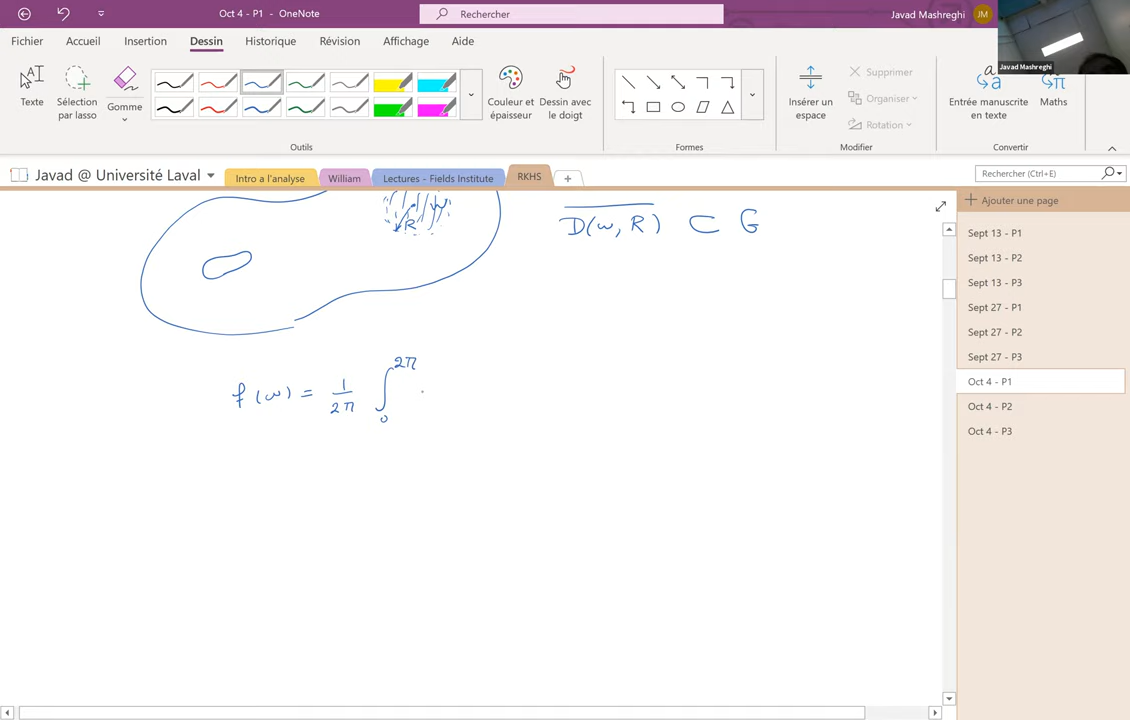 Oct 4 - P1 - OneNote
Rechercher
Javad Mashreghi
JM
Javad Mashreghi
Fichier
Accueil
Insertion
Dessin
Historique
Révision
Affichage
Aide
Texte
Sélection par lasso
Gomme
Couleur et épaisseur
Dessin avec le doigt
Insérer un espace
Supprimer
Organiser
Rotation
Entrée manuscrite en texte
Maths
Outils
Formes
Modifier
Convertir
Javad @ Université Laval
Intro a l'analyse
William
Lectures - Fields Institute
RKHS
Rechercher (Ctrl+E)
Ajouter une page
Sept 13 - P1
Sept 13 - P2
Sept 13 - P3
Sept 27 - P1
Sept 27 - P2
Sept 27 - P3
Oct 4 - P1
Oct 4 - P2
Oct 4 - P3
R
w
D(w, R) ⊂ G
f(w) = 1/2π ∫_0^2π